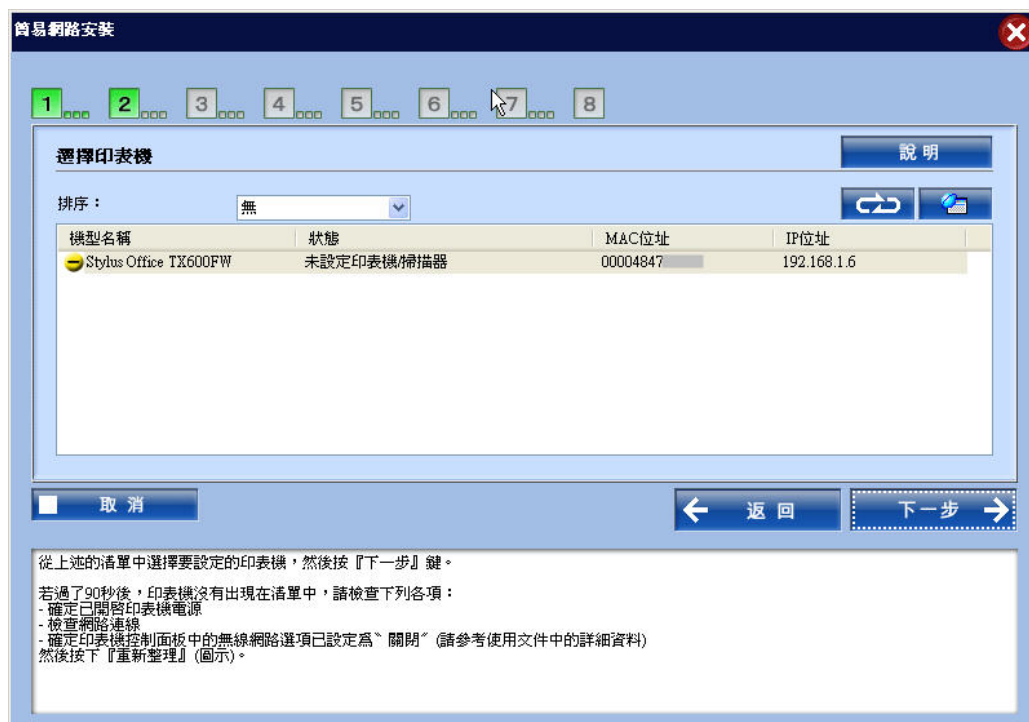 簡易網路安裝
1 2 3 4 5 6 7 8
選擇印表機
說明
排序：
無
機型名稱 狀態 MAC位址 IP位址
Stylus Office TX600FW 未設定印表機/掃描器 00004847 192.168.1.6
取消
返回
下一步
從上述的清單中選擇要設定的印表機，然後按『下一步』鍵。
若過了90秒後，印表機沒有出現在清單中，請檢查下列各項：
- 確定已開啓印表機電源
- 檢查網路連線
- 確定印表機控制面板中的無線網路選項已設定爲〝關閉〞(請參考使用文件中的詳細資料)
然後按下『重新整理』(圖示)。